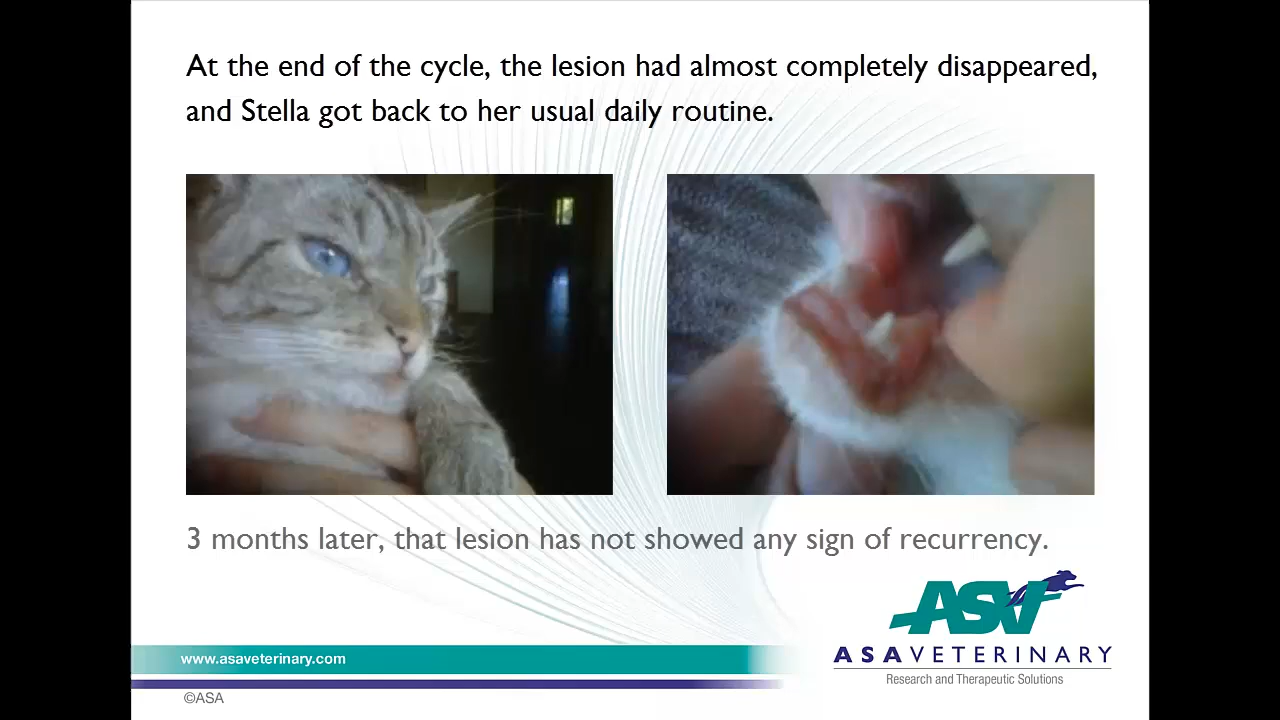 At the end of the cycle, the lesion had almost completely disappeared,
and Stella got back to her usual daily routine.
3 months later, that lesion has not showed any sign of recurrency.
ASA
ASAVETERINARY
Research and Therapeutic Solutions
www.asaveterinary.com
©ASA